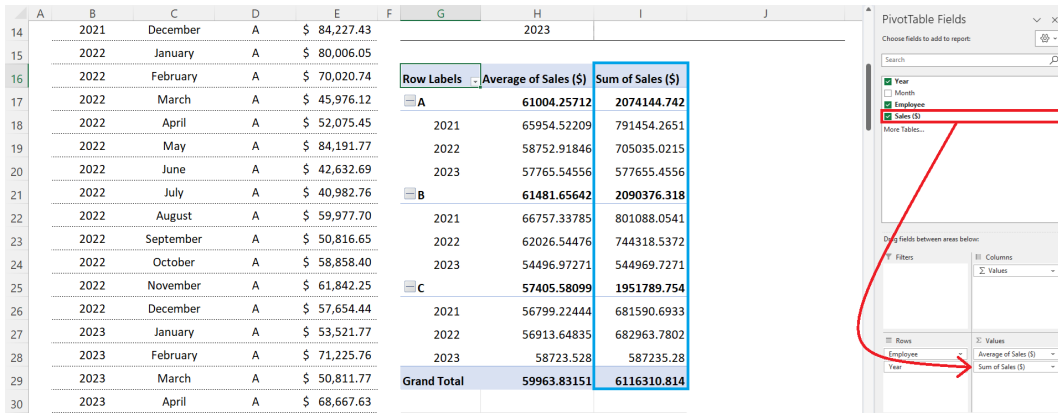 A B C D E F G H I J
14 2021 December A $ 84,227.43 2023
15 2022 January A $ 80,006.05
16 2022 February A $ 70,020.74 Row Labels Average of Sales ($) Sum of Sales ($)
17 2022 March A $ 45,976.12 A 61004.25712 2074144.742
18 2022 April A $ 52,075.45 2021 65954.52209 791454.2651
19 2022 May A $ 84,191.77 2022 58752.91846 705035.0215
20 2022 June A $ 42,632.69 2023 57765.54556 577655.4556
21 2022 July A $ 40,982.76 B 61481.65642 2090376.318
22 2022 August A $ 59,977.70 2021 66757.33785 801088.0541
23 2022 September A $ 50,816.65 2022 62026.54476 744318.5372
24 2022 October A $ 58,858.40 2023 54496.97271 544969.7271
25 2022 November A $ 61,842.25 C 57405.58099 1951789.754
26 2022 December A $ 57,654.44 2021 56799.22444 681590.6933
27 2023 January A $ 53,521.77 2022 56913.64835 682963.7802
28 2023 February A $ 71,225.76 2023 58723.528 587235.28
29 2023 March A $ 50,811.77 Grand Total 59963.83151 6116310.814
30 2023 April A $ 68,667.63
PivotTable Fields
Choose fields to add to report:
Search
Year
Month
Employee
Sales ($)
More Tables...
Drag fields between areas below:
Filters Columns
Σ Values
Rows Σ Values
Employee Average of Sales ($)
Year Sum of Sales ($)